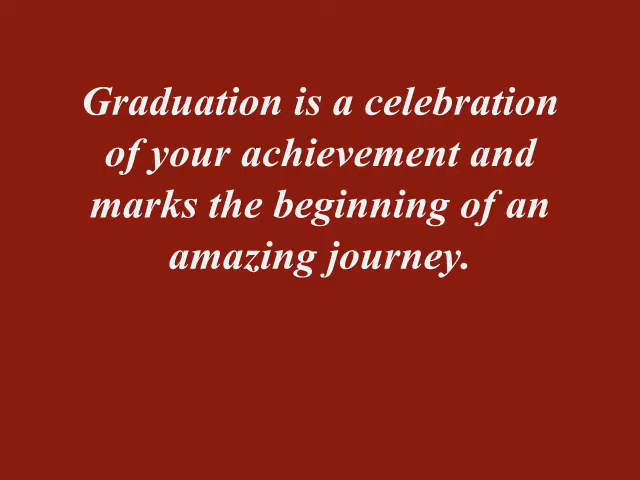 Graduation is a celebration
of your achievement and
marks the beginning of an
amazing journey.